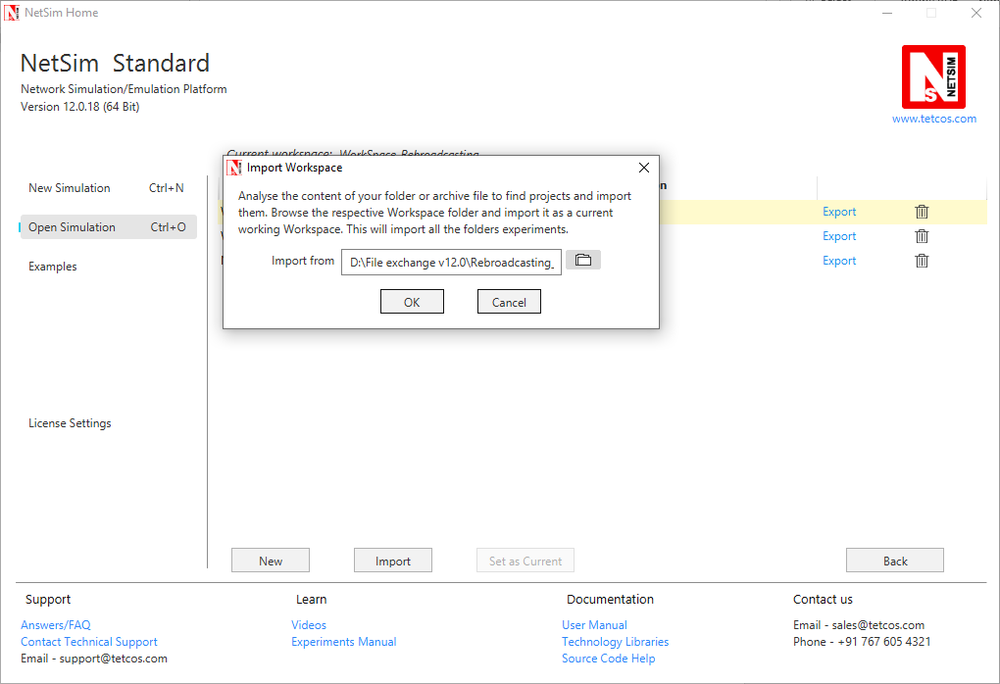 NetSim Home
NetSim Standard
Network Simulation/Emulation Platform
Version 12.0.18 (64 Bit)
NS NETSIM
www.tetcos.com
Current workspace: WorkSpace_Rebroadcasting
New Simulation Ctrl+N
Open Simulation Ctrl+O
Examples
License Settings
Import Workspace
Analyse the content of your folder or archive file to find projects and import
them. Browse the respective Workspace folder and import it as a current
working Workspace. This will import all the folders experiments.
Import from D:\File exchange v12.0\Rebroadcasting_
OK Cancel
Export
Export
Export
New Import Set as Current Back
Support Learn Documentation Contact us
Answers/FAQ Videos User Manual Email - sales@tetcos.com
Contact Technical Support Experiments Manual Technology Libraries Phone - +91 767 605 4321
Email - support@tetcos.com Source Code Help